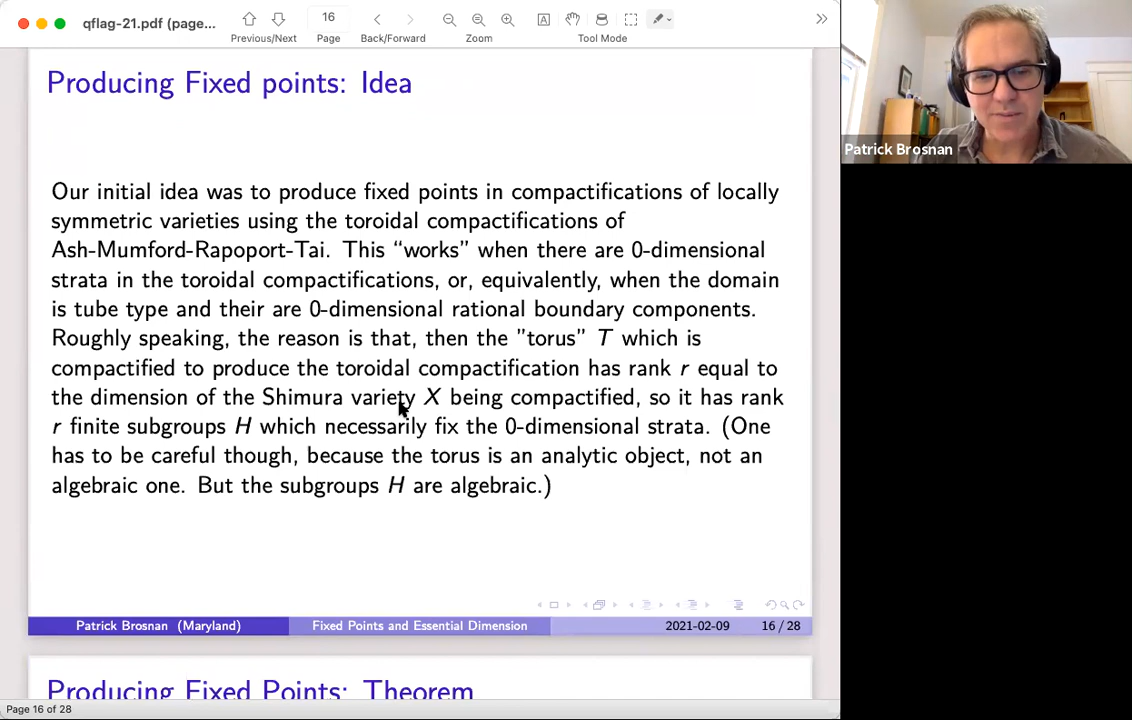 qflag-21.pdf (page...
16
Previous/Next
Page
Back/Forward
Zoom
Tool Mode
Producing Fixed points: Idea
Our initial idea was to produce fixed points in compactifications of locally
symmetric varieties using the toroidal compactifications of
Ash-Mumford-Rapoport-Tai. This “works” when there are 0-dimensional
strata in the toroidal compactifications, or, equivalently, when the domain
is tube type and their are 0-dimensional rational boundary components.
Roughly speaking, the reason is that, then the ”torus” T which is
compactified to produce the toroidal compactification has rank r equal to
the dimension of the Shimura variety X being compactified, so it has rank
r finite subgroups H which necessarily fix the 0-dimensional strata. (One
has to be careful though, because the torus is an analytic object, not an
algebraic one. But the subgroups H are algebraic.)
Patrick Brosnan (Maryland)
Fixed Points and Essential Dimension
2021-02-09
16 / 28
Producing Fixed Points: Theorem
Page 16 of 28
Patrick Brosnan